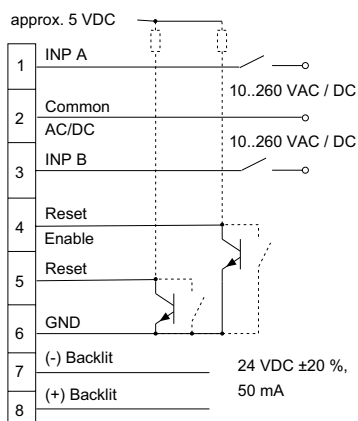 approx. 5 VDC
1 INP A
10..260 VAC / DC
2 Common
AC/DC
10..260 VAC / DC
3 INP B
4 Reset
Enable
5 Reset
6 GND
7 (-) Backlit
24 VDC ±20 %,
50 mA
8 (+) Backlit